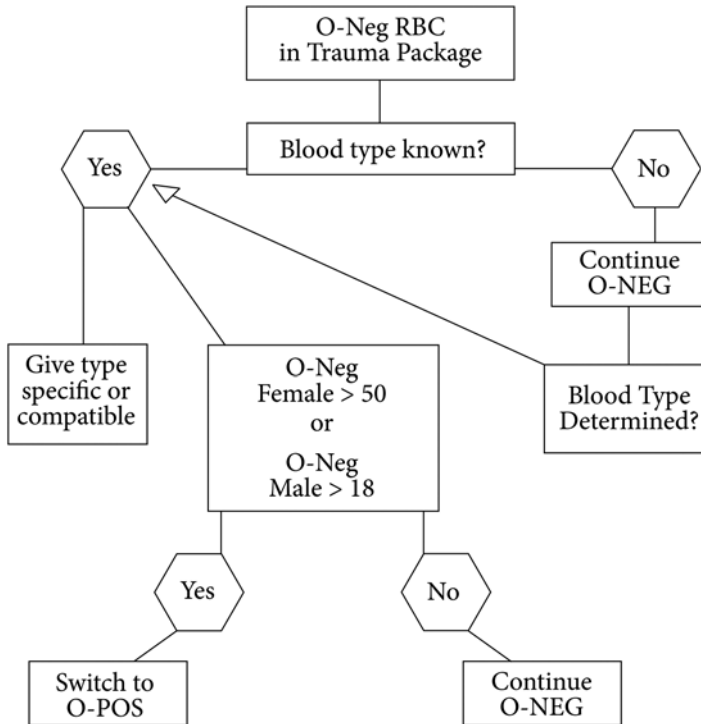 O-Neg RBC
in Trauma Package
Blood type known?
Yes
No
Continue
O-NEG
Give type
specific or
compatible
O-Neg
Female > 50
or
O-Neg
Male > 18
Blood Type
Determined?
Yes
No
Switch to
O-POS
Continue
O-NEG